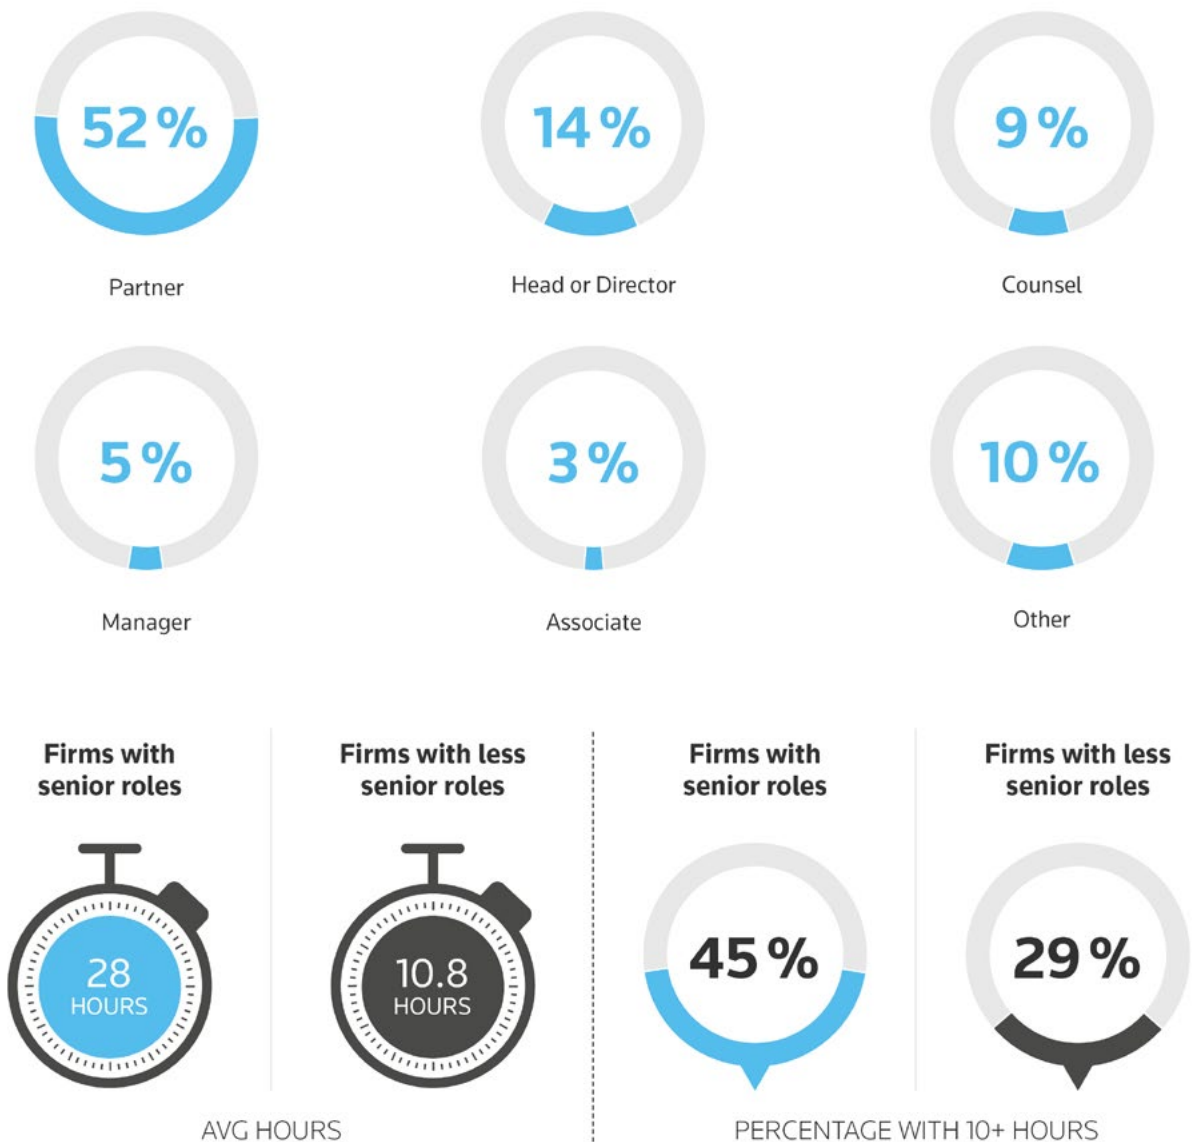 52 %
14 %
9 %
Partner
Head or Director
Counsel
5 %
3 %
10 %
Manager
Associate
Other
Firms with
senior roles
Firms with less
senior roles
Firms with
senior roles
Firms with less
senior roles
28
HOURS
10.8
HOURS
45 %
29 %
AVG HOURS
PERCENTAGE WITH 10+ HOURS